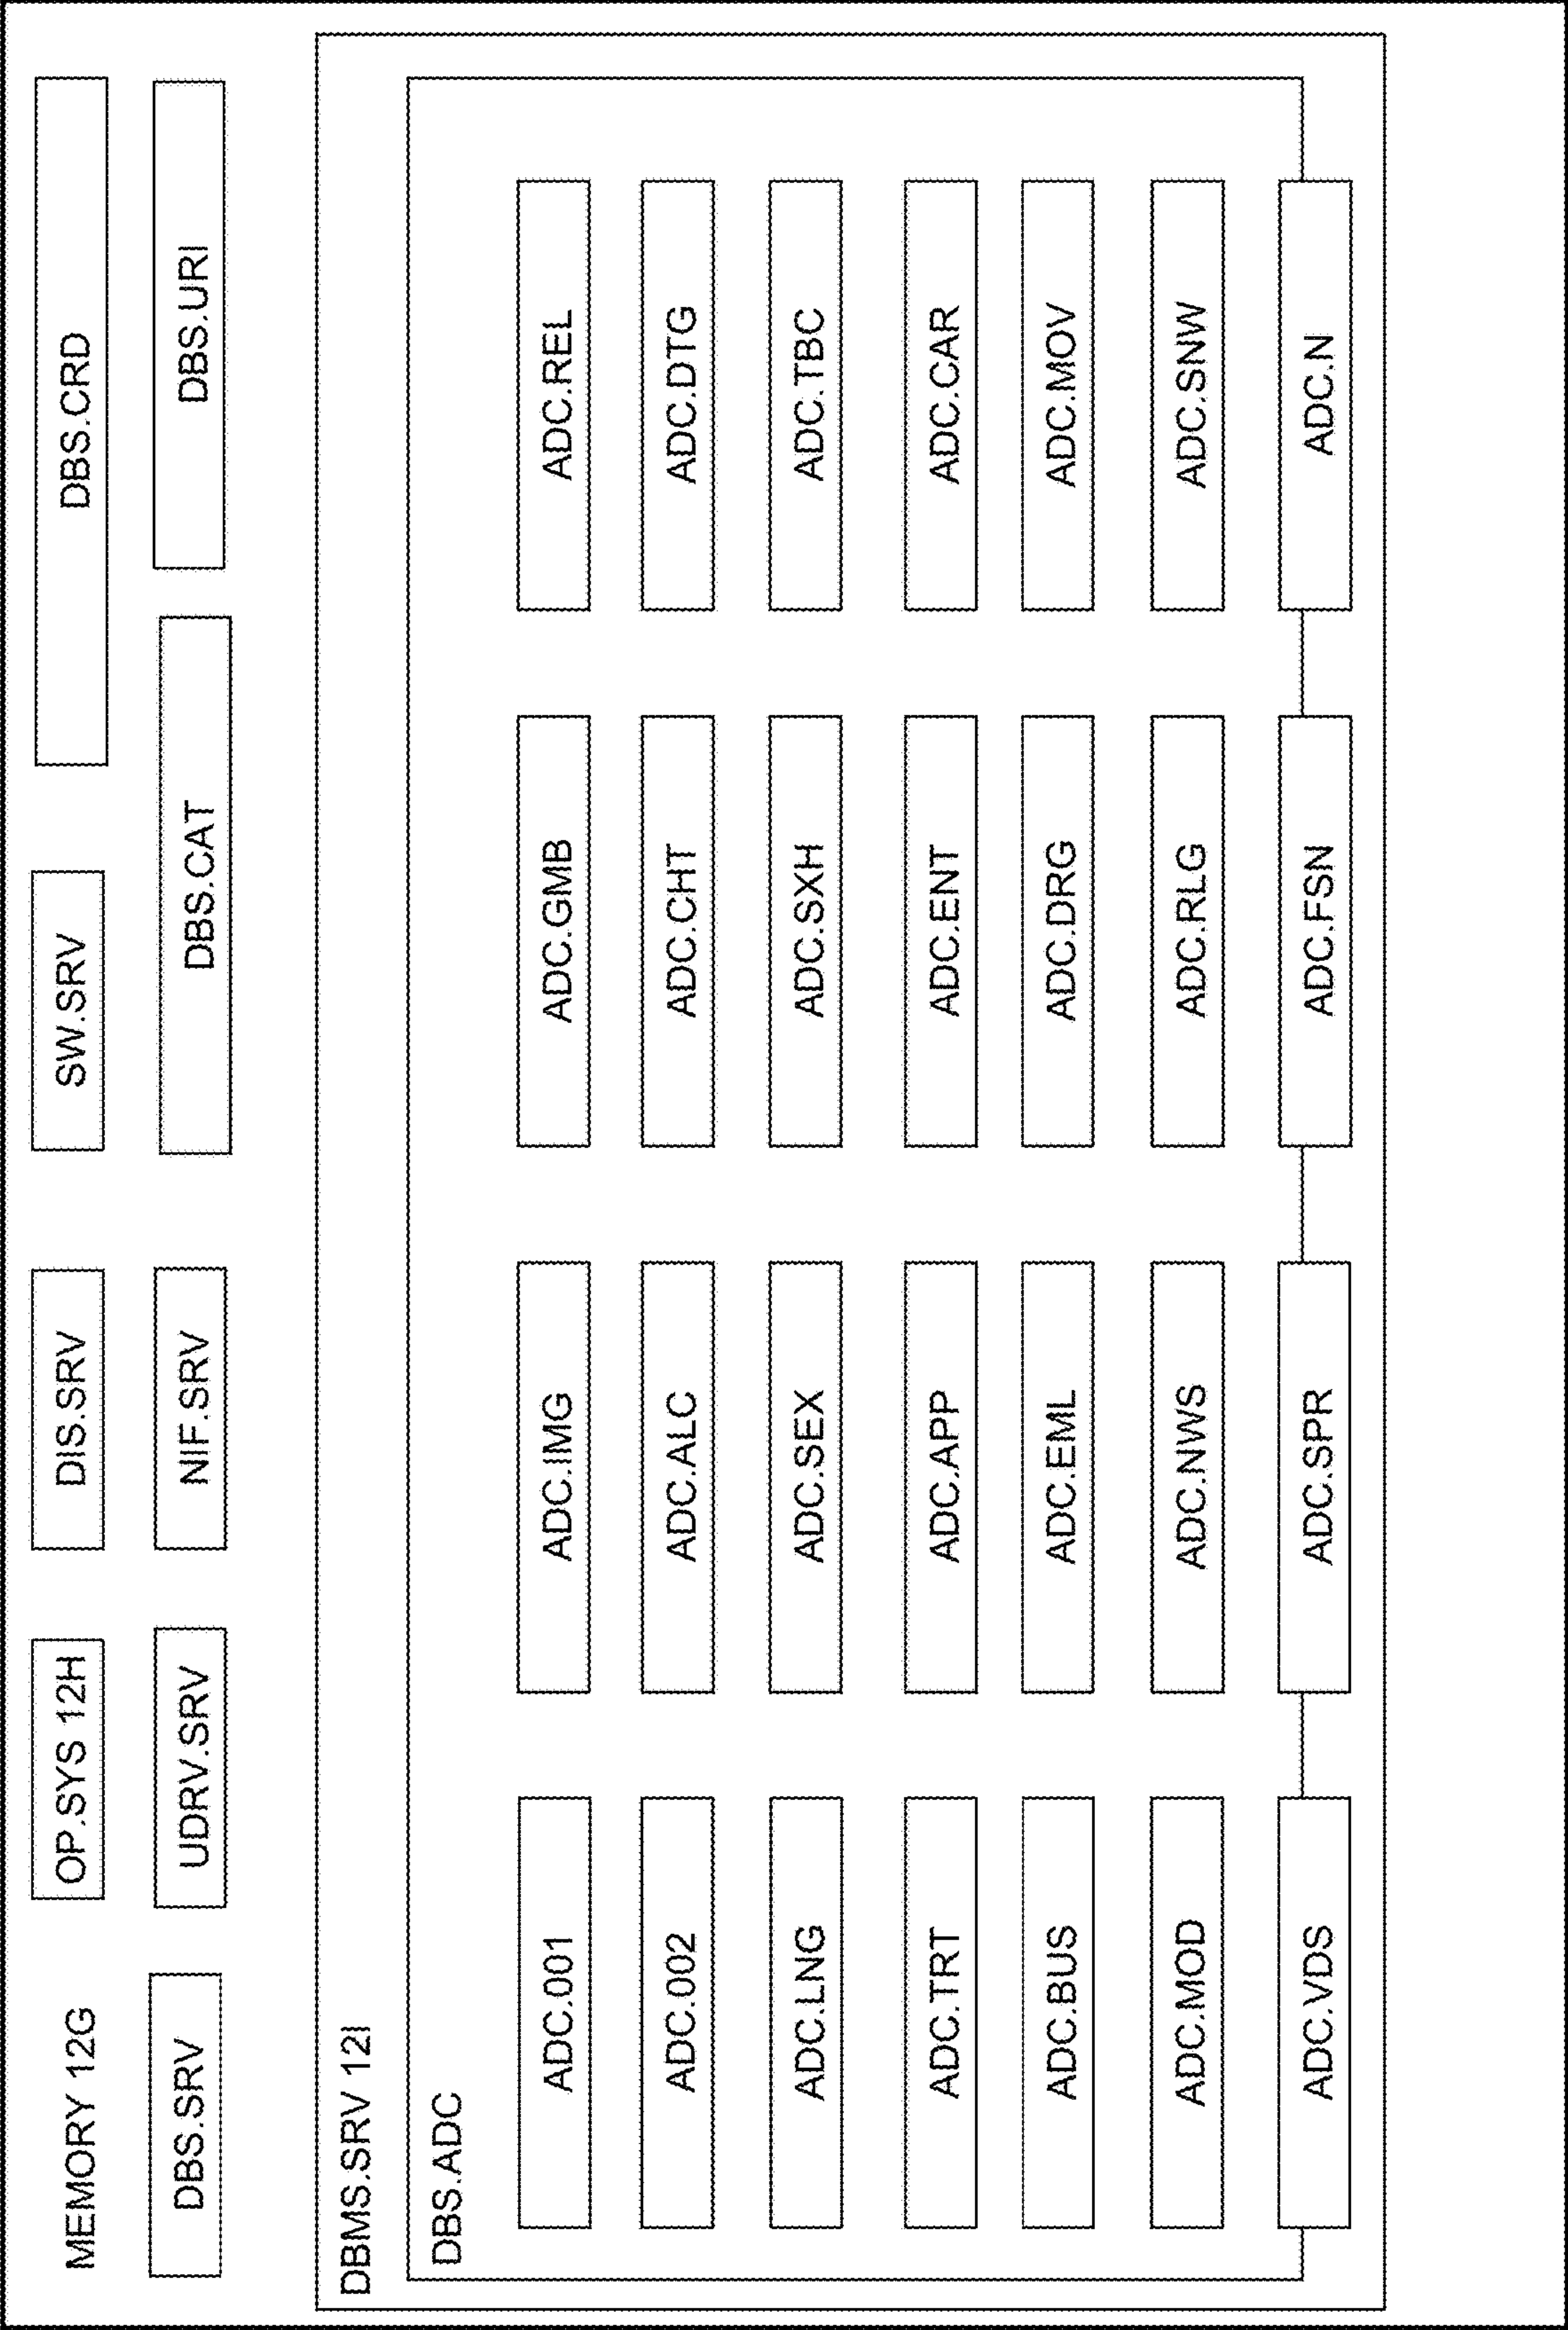 MEMORY 12G
OP.SYS 12H
DIS.SRV
SW.SRV
DBS.CRD
DBS.SRV
UDRV.SRV
NIF.SRV
DBS.CAT
DBS.URI
DBMS.SRV 12I
DBS.ADC
ADC.001
ADC.IMG
ADC.GMB
ADC.REL
ADC.002
ADC.ALC
ADC.CHT
ADC.DTG
ADC.LNG
ADC.SEX
ADC.SXH
ADC.TBC
ADC.TRT
ADC.APP
ADC.ENT
ADC.CAR
ADC.BUS
ADC.EML
ADC.DRG
ADC.MOV
ADC.MOD
ADC.NWS
ADC.RLG
ADC.SNW
ADC.VDS
ADC.SPR
ADC.FSN
ADC.N